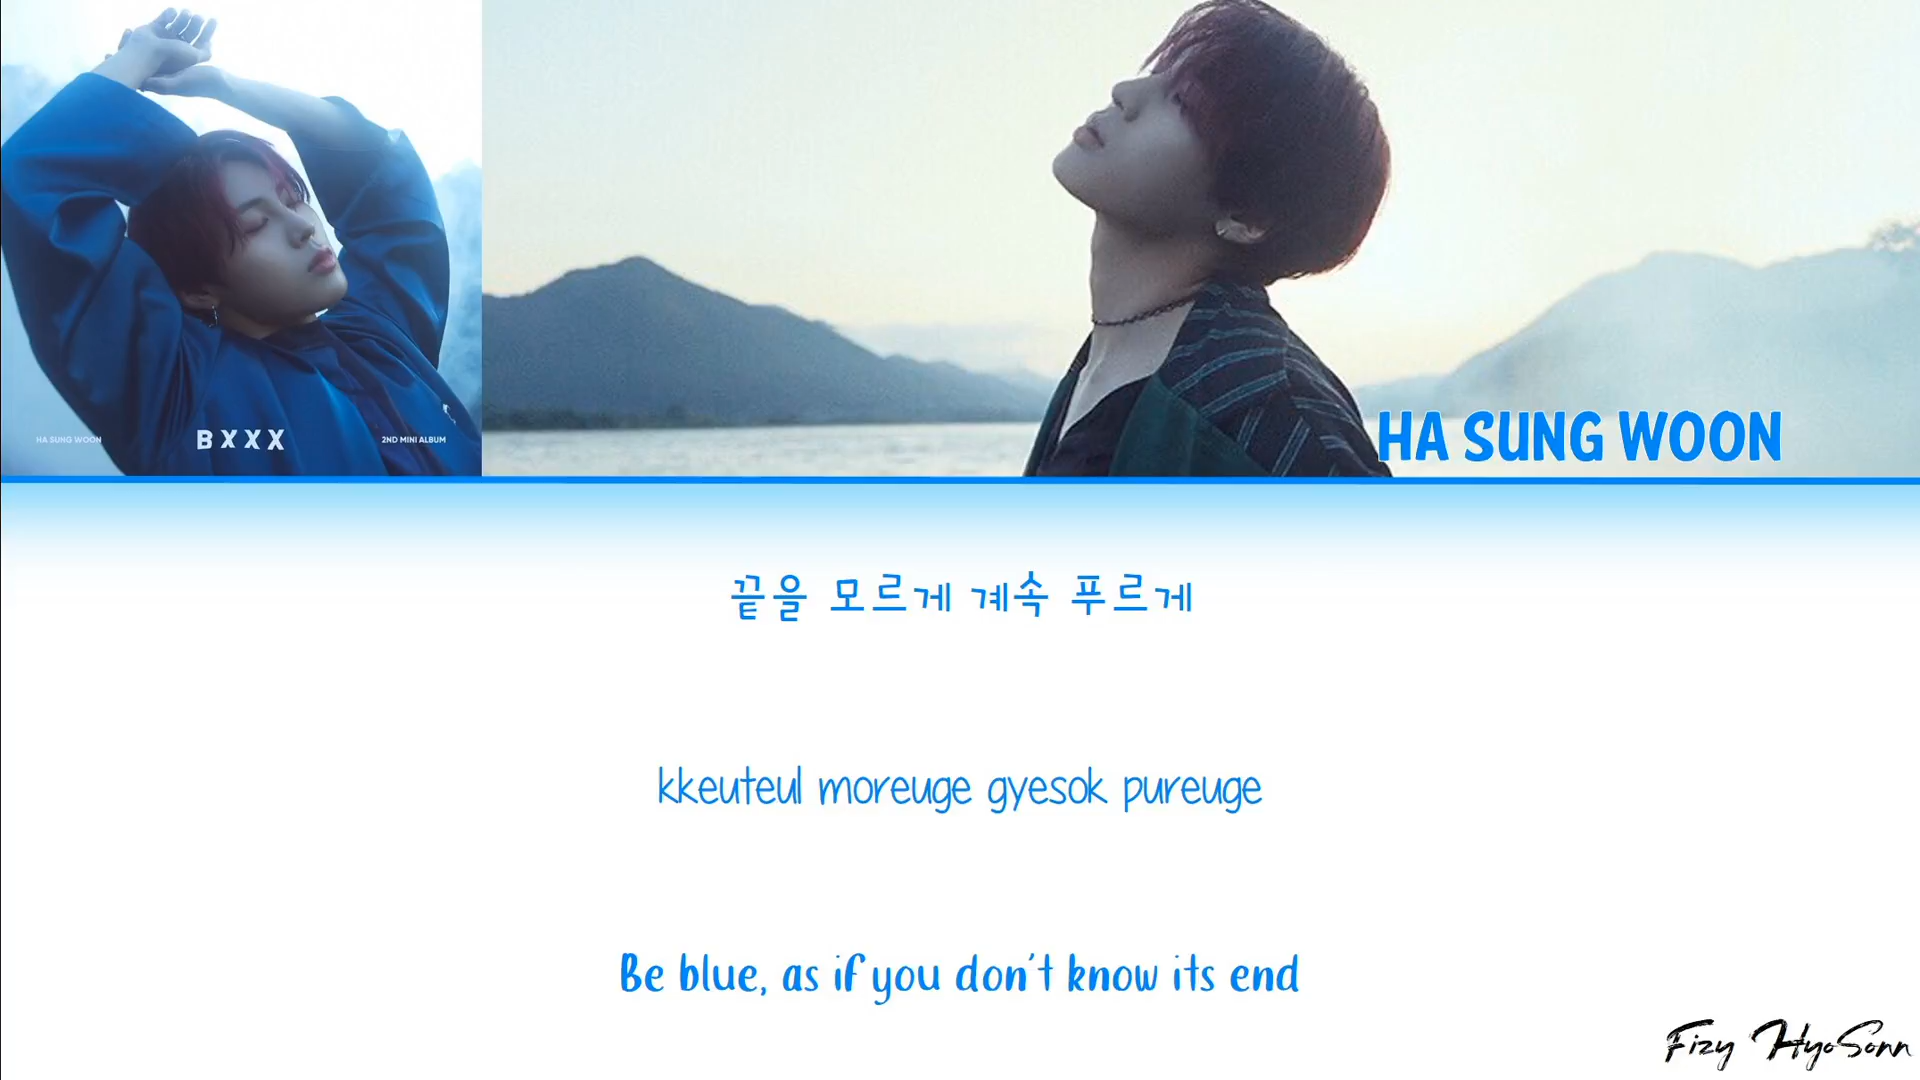 HA SUNG WOON
BXXX
2ND MINI ALBUM
HA SUNG WOON
끝을 모르게 계속 푸르게
kkeuteul moreuge gyesok pureuge
Be blue, as if you don't know its end
Fizy HyoSonn